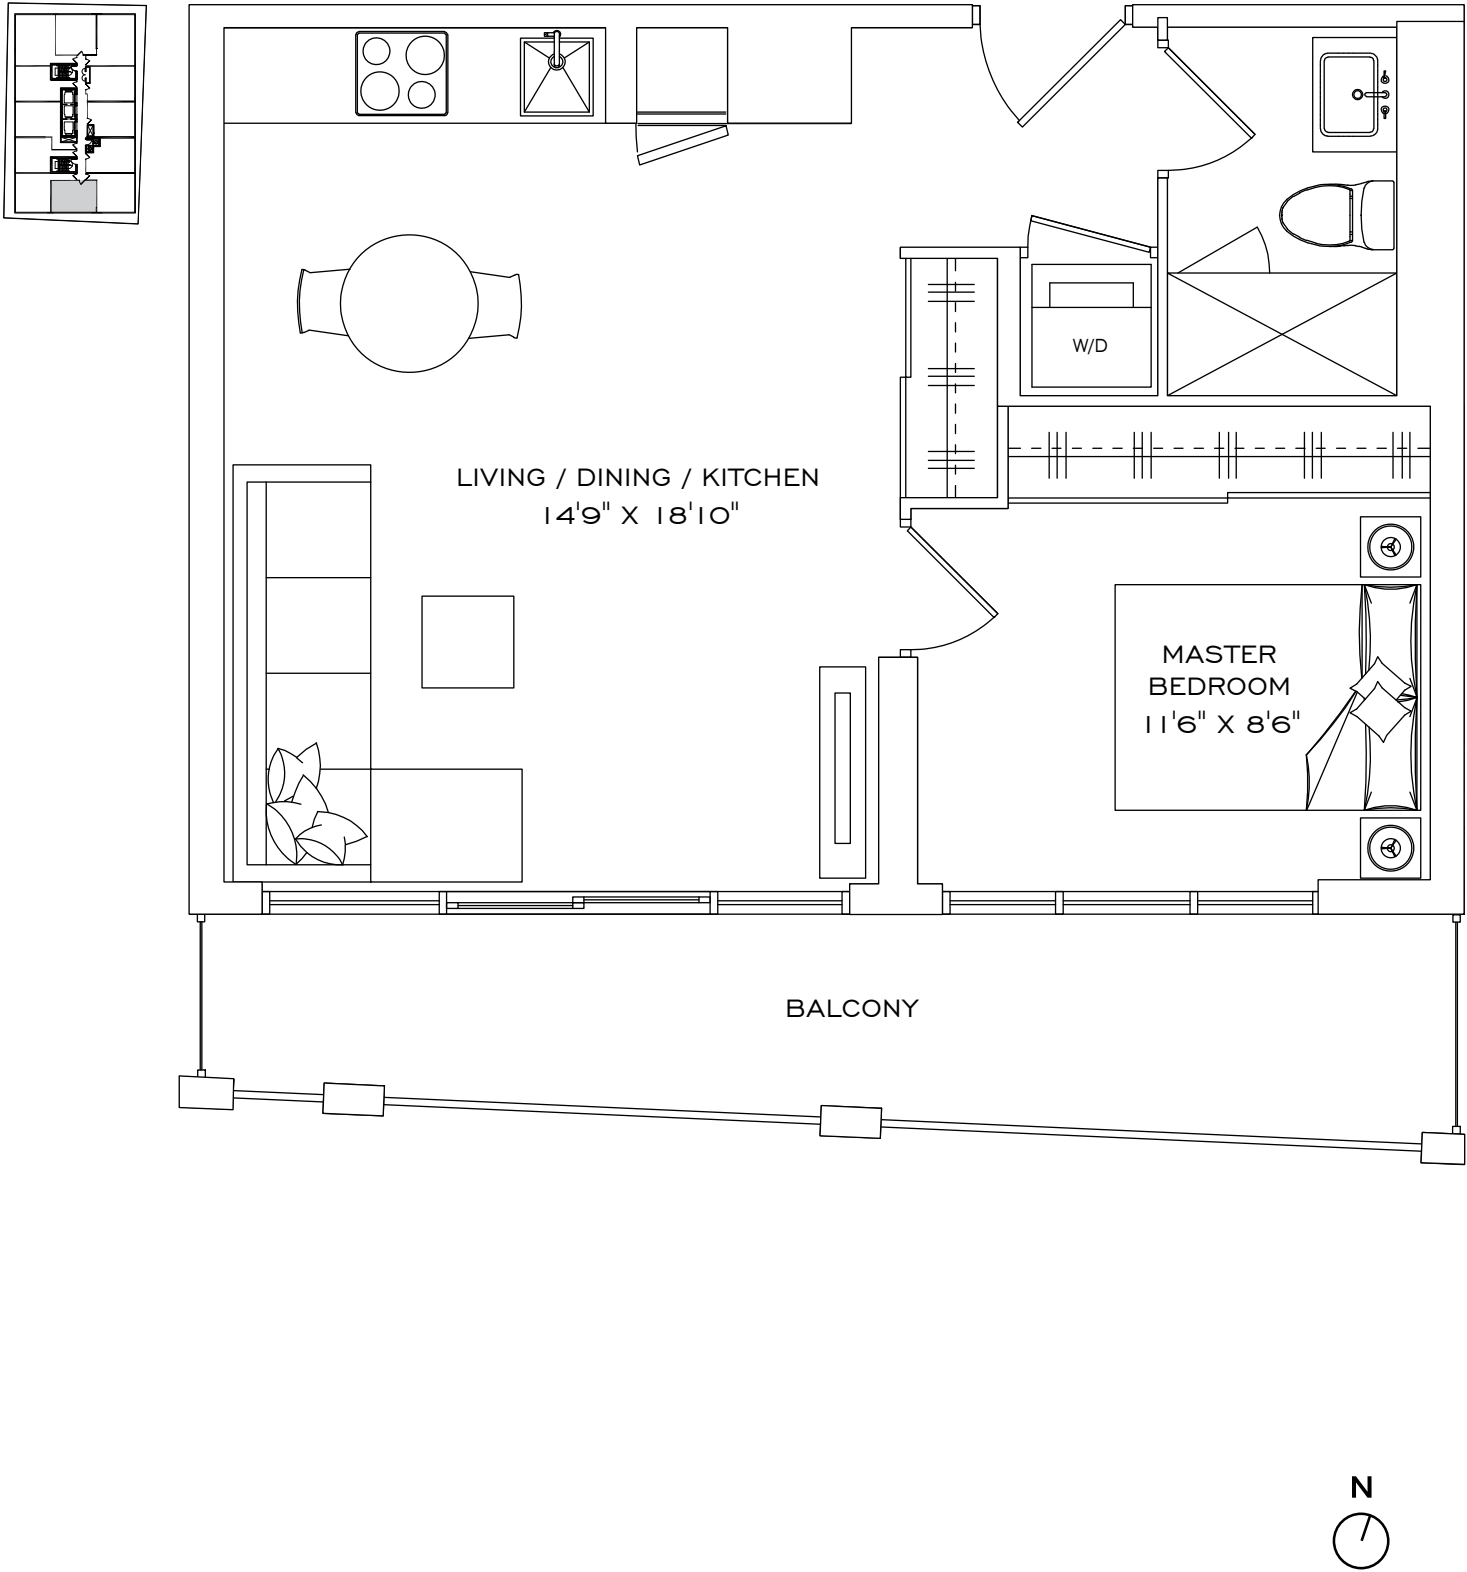 W/D
LIVING / DINING / KITCHEN
14'9" X 18'10"
MASTER
BEDROOM
11'6" X 8'6"
BALCONY
N